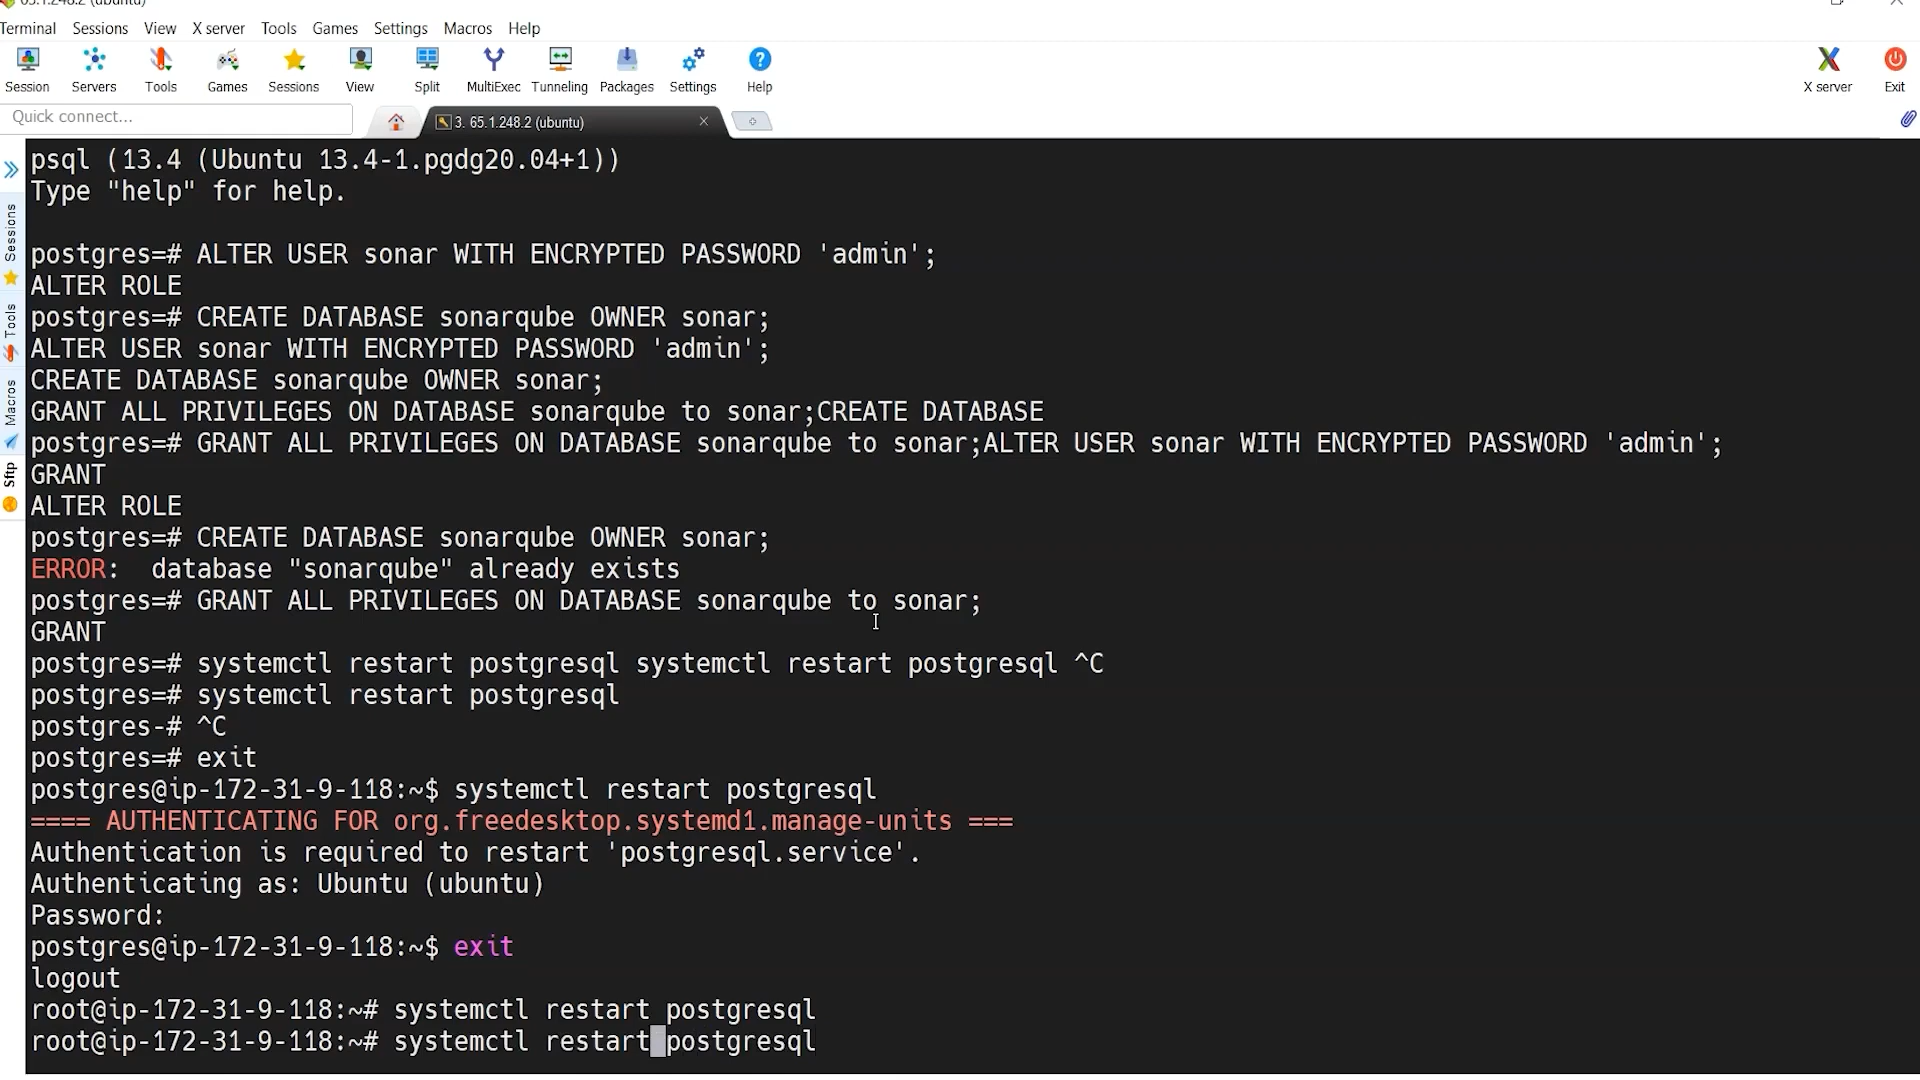 65.1.248.2 (ubuntu)
Terminal Sessions View X server Tools Games Settings Macros Help
Session Servers Tools Games Sessions View Split MultiExec Tunneling Packages Settings Help X server Exit
Quick connect...
3. 65.1.248.2 (ubuntu)
Sessions
Tools
Macros
Sftp
psql (13.4 (Ubuntu 13.4-1.pgdg20.04+1))
Type "help" for help.
postgres=# ALTER USER sonar WITH ENCRYPTED PASSWORD 'admin';
ALTER ROLE
postgres=# CREATE DATABASE sonarqube OWNER sonar;
ALTER USER sonar WITH ENCRYPTED PASSWORD 'admin';
CREATE DATABASE sonarqube OWNER sonar;
GRANT ALL PRIVILEGES ON DATABASE sonarqube to sonar;CREATE DATABASE
postgres=# GRANT ALL PRIVILEGES ON DATABASE sonarqube to sonar;ALTER USER sonar WITH ENCRYPTED PASSWORD 'admin';
GRANT
ALTER ROLE
postgres=# CREATE DATABASE sonarqube OWNER sonar;
ERROR:  database "sonarqube" already exists
postgres=# GRANT ALL PRIVILEGES ON DATABASE sonarqube to sonar;
GRANT
postgres=# systemctl restart postgresql systemctl restart postgresql ^C
postgres=# systemctl restart postgresql
postgres-# ^C
postgres=# exit
postgres@ip-172-31-9-118:~$ systemctl restart postgresql
==== AUTHENTICATING FOR org.freedesktop.systemd1.manage-units ===
Authentication is required to restart 'postgresql.service'.
Authenticating as: Ubuntu (ubuntu)
Password:
postgres@ip-172-31-9-118:~$ exit
logout
root@ip-172-31-9-118:~# systemctl restart postgresql
root@ip-172-31-9-118:~# systemctl restart postgresql